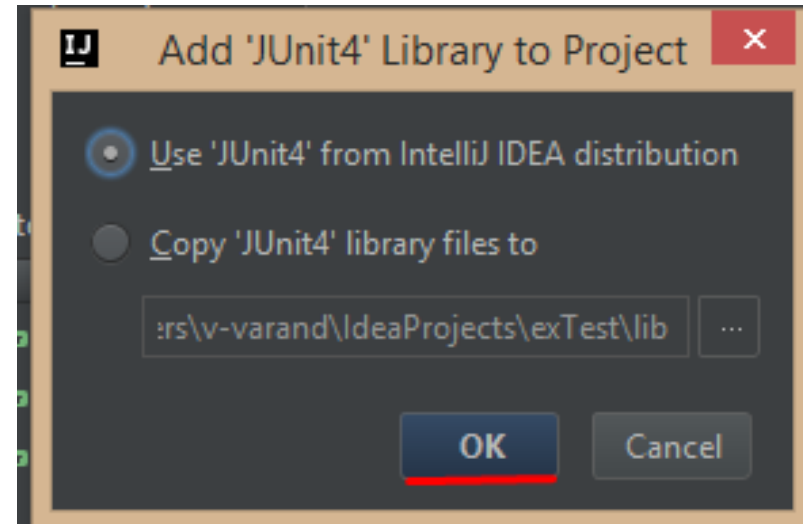 IJ
Add 'JUnit4' Library to Project
Use 'JUnit4' from IntelliJ IDEA distribution
Copy 'JUnit4' library files to
ers\v-varand\IdeaProjects\exTest\lib
...
OK
Cancel